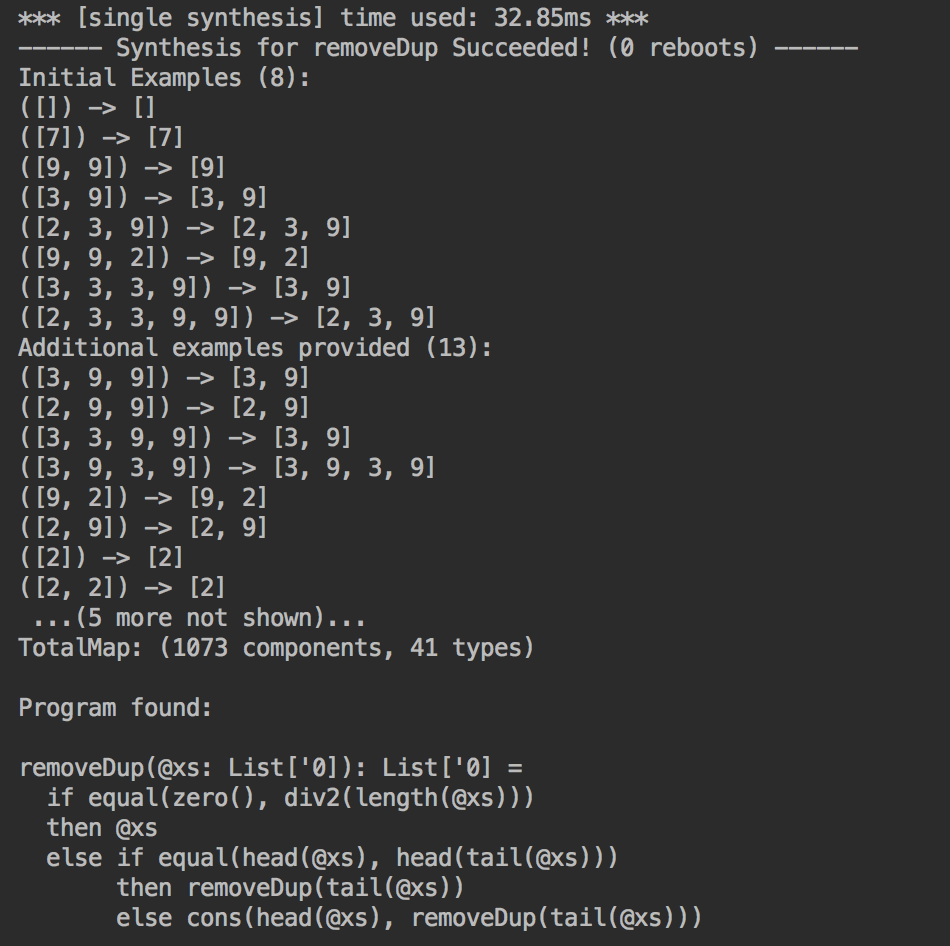 *** [single synthesis] time used: 32.85ms ***
—————— Synthesis for removeDup Succeeded! (0 reboots) ——————
Initial Examples (8):
([]) -> []
([7]) -> [7]
([9, 9]) -> [9]
([3, 9]) -> [3, 9]
([2, 3, 9]) -> [2, 3, 9]
([9, 9, 2]) -> [9, 2]
([3, 3, 3, 9]) -> [3, 9]
([2, 3, 3, 9, 9]) -> [2, 3, 9]
Additional examples provided (13):
([3, 9, 9]) -> [3, 9]
([2, 9, 9]) -> [2, 9]
([3, 3, 9, 9]) -> [3, 9]
([3, 9, 3, 9]) -> [3, 9, 3, 9]
([9, 2]) -> [9, 2]
([2, 9]) -> [2, 9]
([2]) -> [2]
([2, 2]) -> [2]
 ...(5 more not shown)...
TotalMap: (1073 components, 41 types)

Program found:

removeDup(@xs: List['0]): List['0] =
  if equal(zero(), div2(length(@xs)))
  then @xs
  else if equal(head(@xs), head(tail(@xs)))
       then removeDup(tail(@xs))
       else cons(head(@xs), removeDup(tail(@xs)))